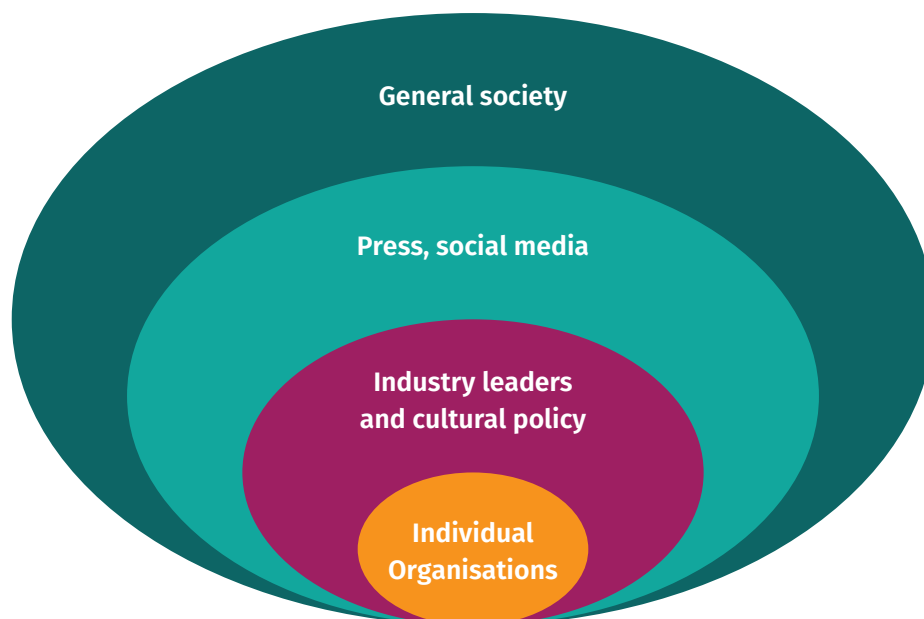 General society
Press, social media
Industry leaders
and cultural policy
Individual
Organisations